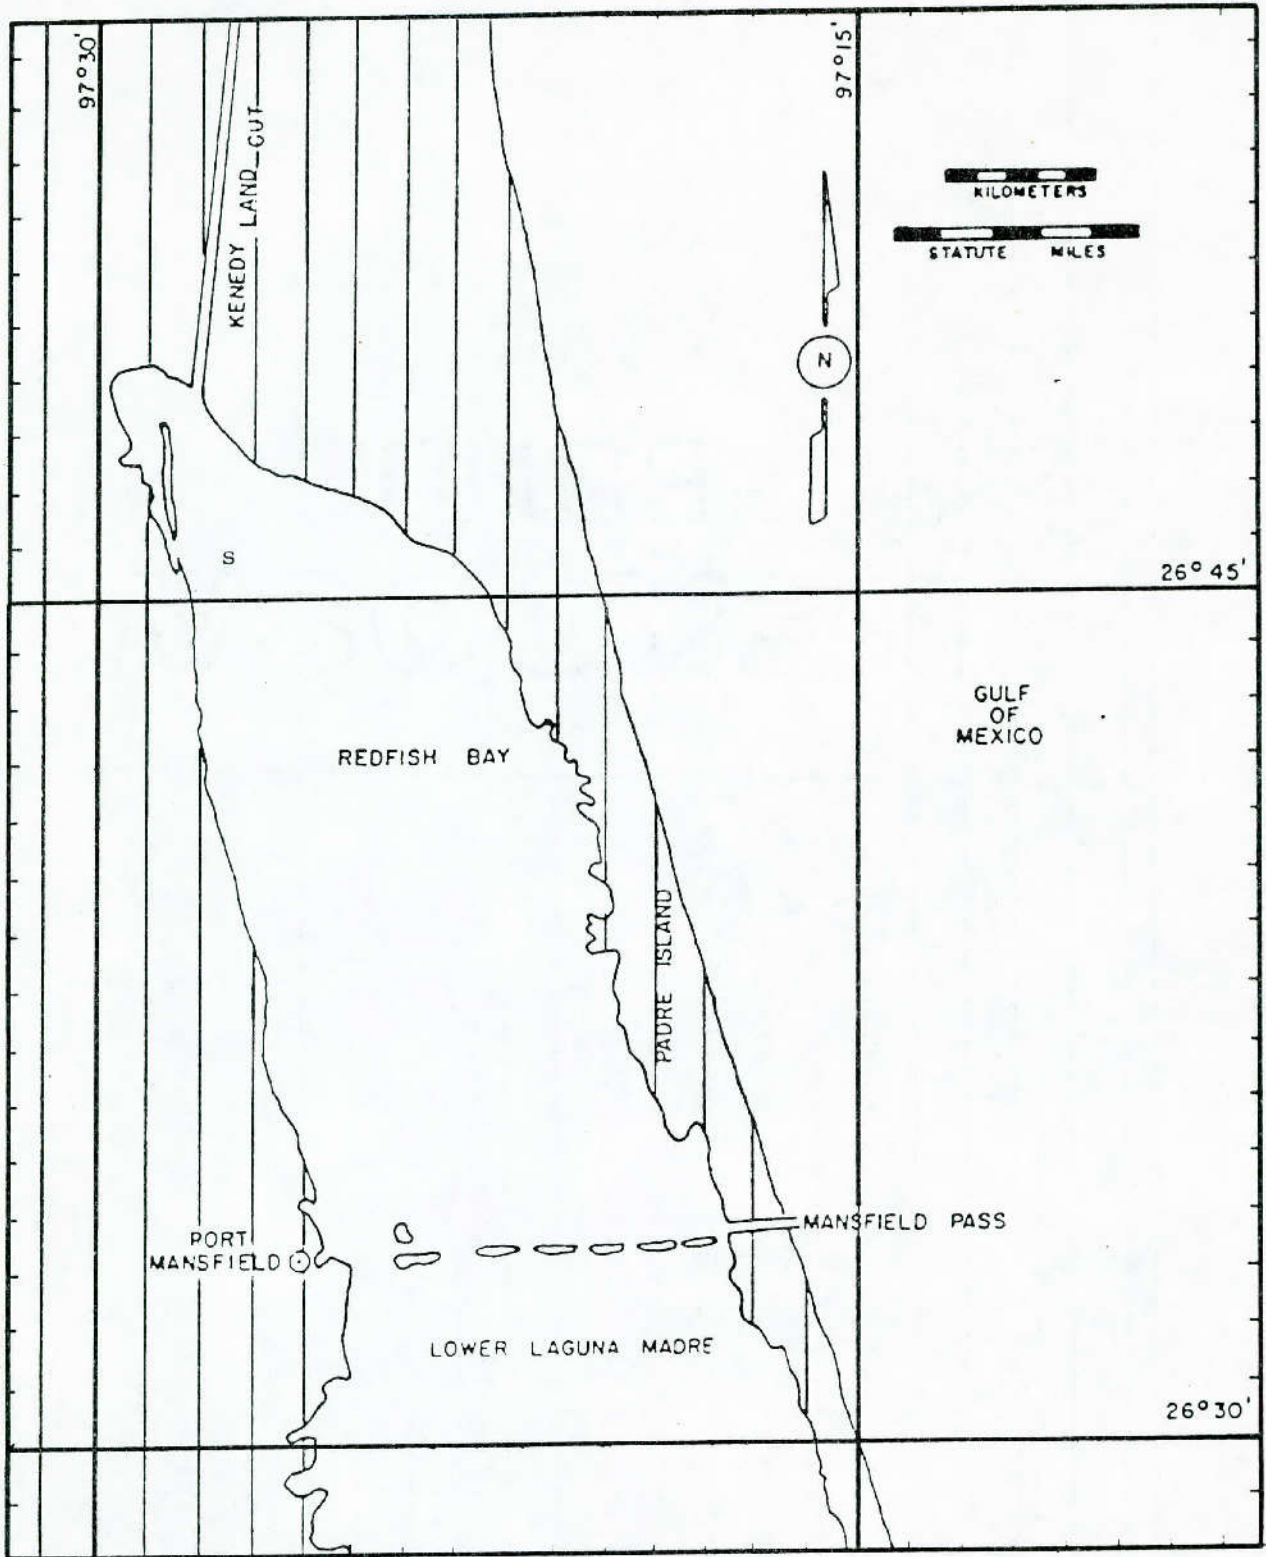 97°30'
97°15'
KENEDY LAND CUT
KILOMETERS
STATUTE MILES
N
S
26°45'
GULF
OF
MEXICO
REDFISH BAY
PADRE ISLAND
MANSFIELD PASS
PORT
MANSFIELD
LOWER LAGUNA MADRE
26°30'